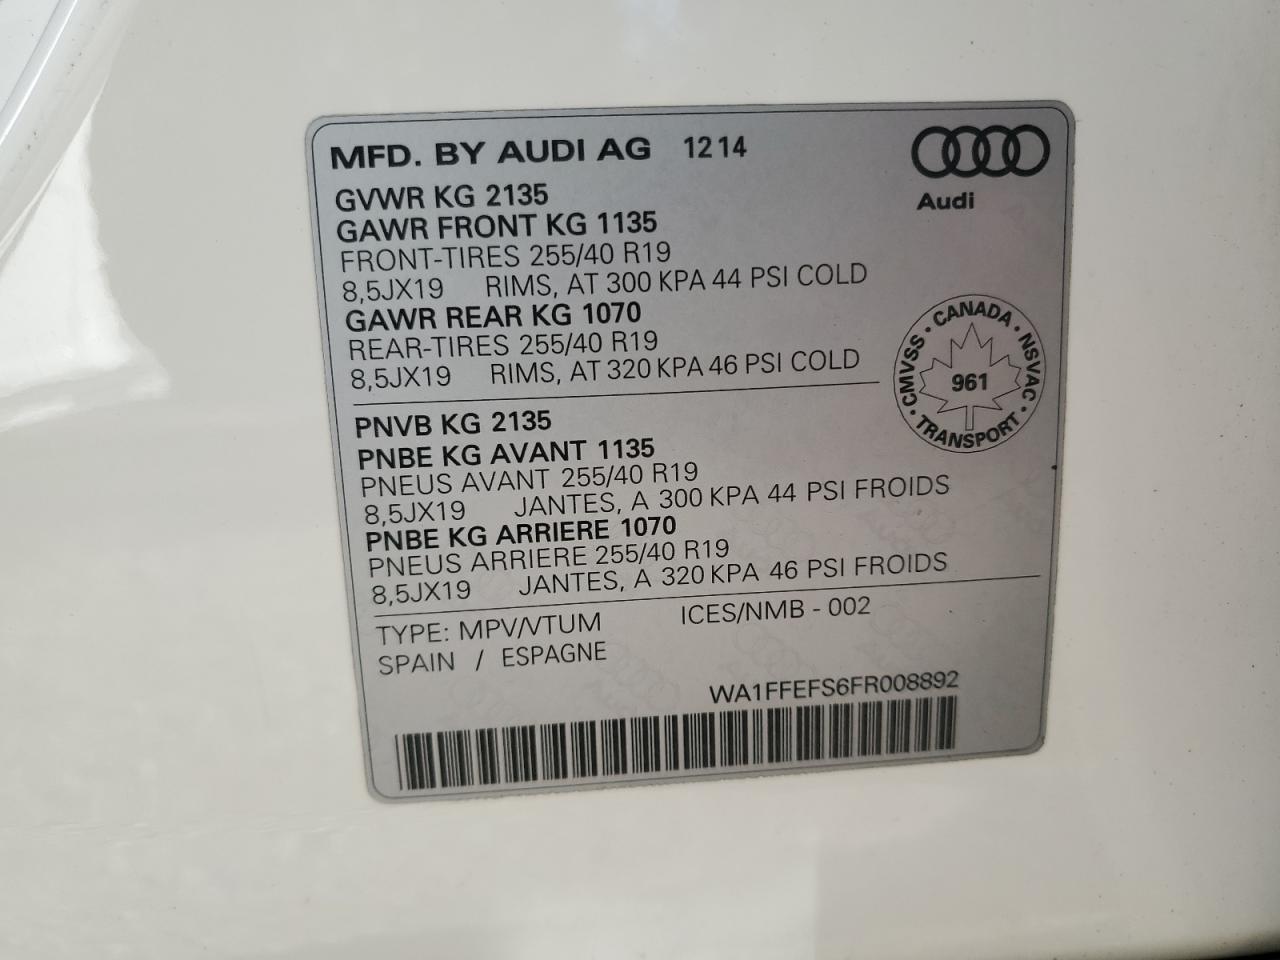 MFD. BY AUDI AG 12 14
Audi
GVWR KG 2135
GAWR FRONT KG 1135
FRONT-TIRES 255/40 R19
8,5JX19 RIMS, AT 300 KPA 44 PSI COLD
GAWR REAR KG 1070
REAR-TIRES 255/40 R19
8,5JX19 RIMS, AT 320 KPA 46 PSI COLD
CMVSS · CANADA · NSVAC · TRANSPORT ·
961
PNVB KG 2135
PNBE KG AVANT 1135
PNEUS AVANT 255/40 R19
8,5JX19 JANTES, A 300 KPA 44 PSI FROIDS
PNBE KG ARRIERE 1070
PNEUS ARRIERE 255/40 R19
8,5JX19 JANTES, A 320 KPA 46 PSI FROIDS
TYPE: MPV/VTUM ICES/NMB - 002
SPAIN / ESPAGNE
WA1FFEFS6FR008892